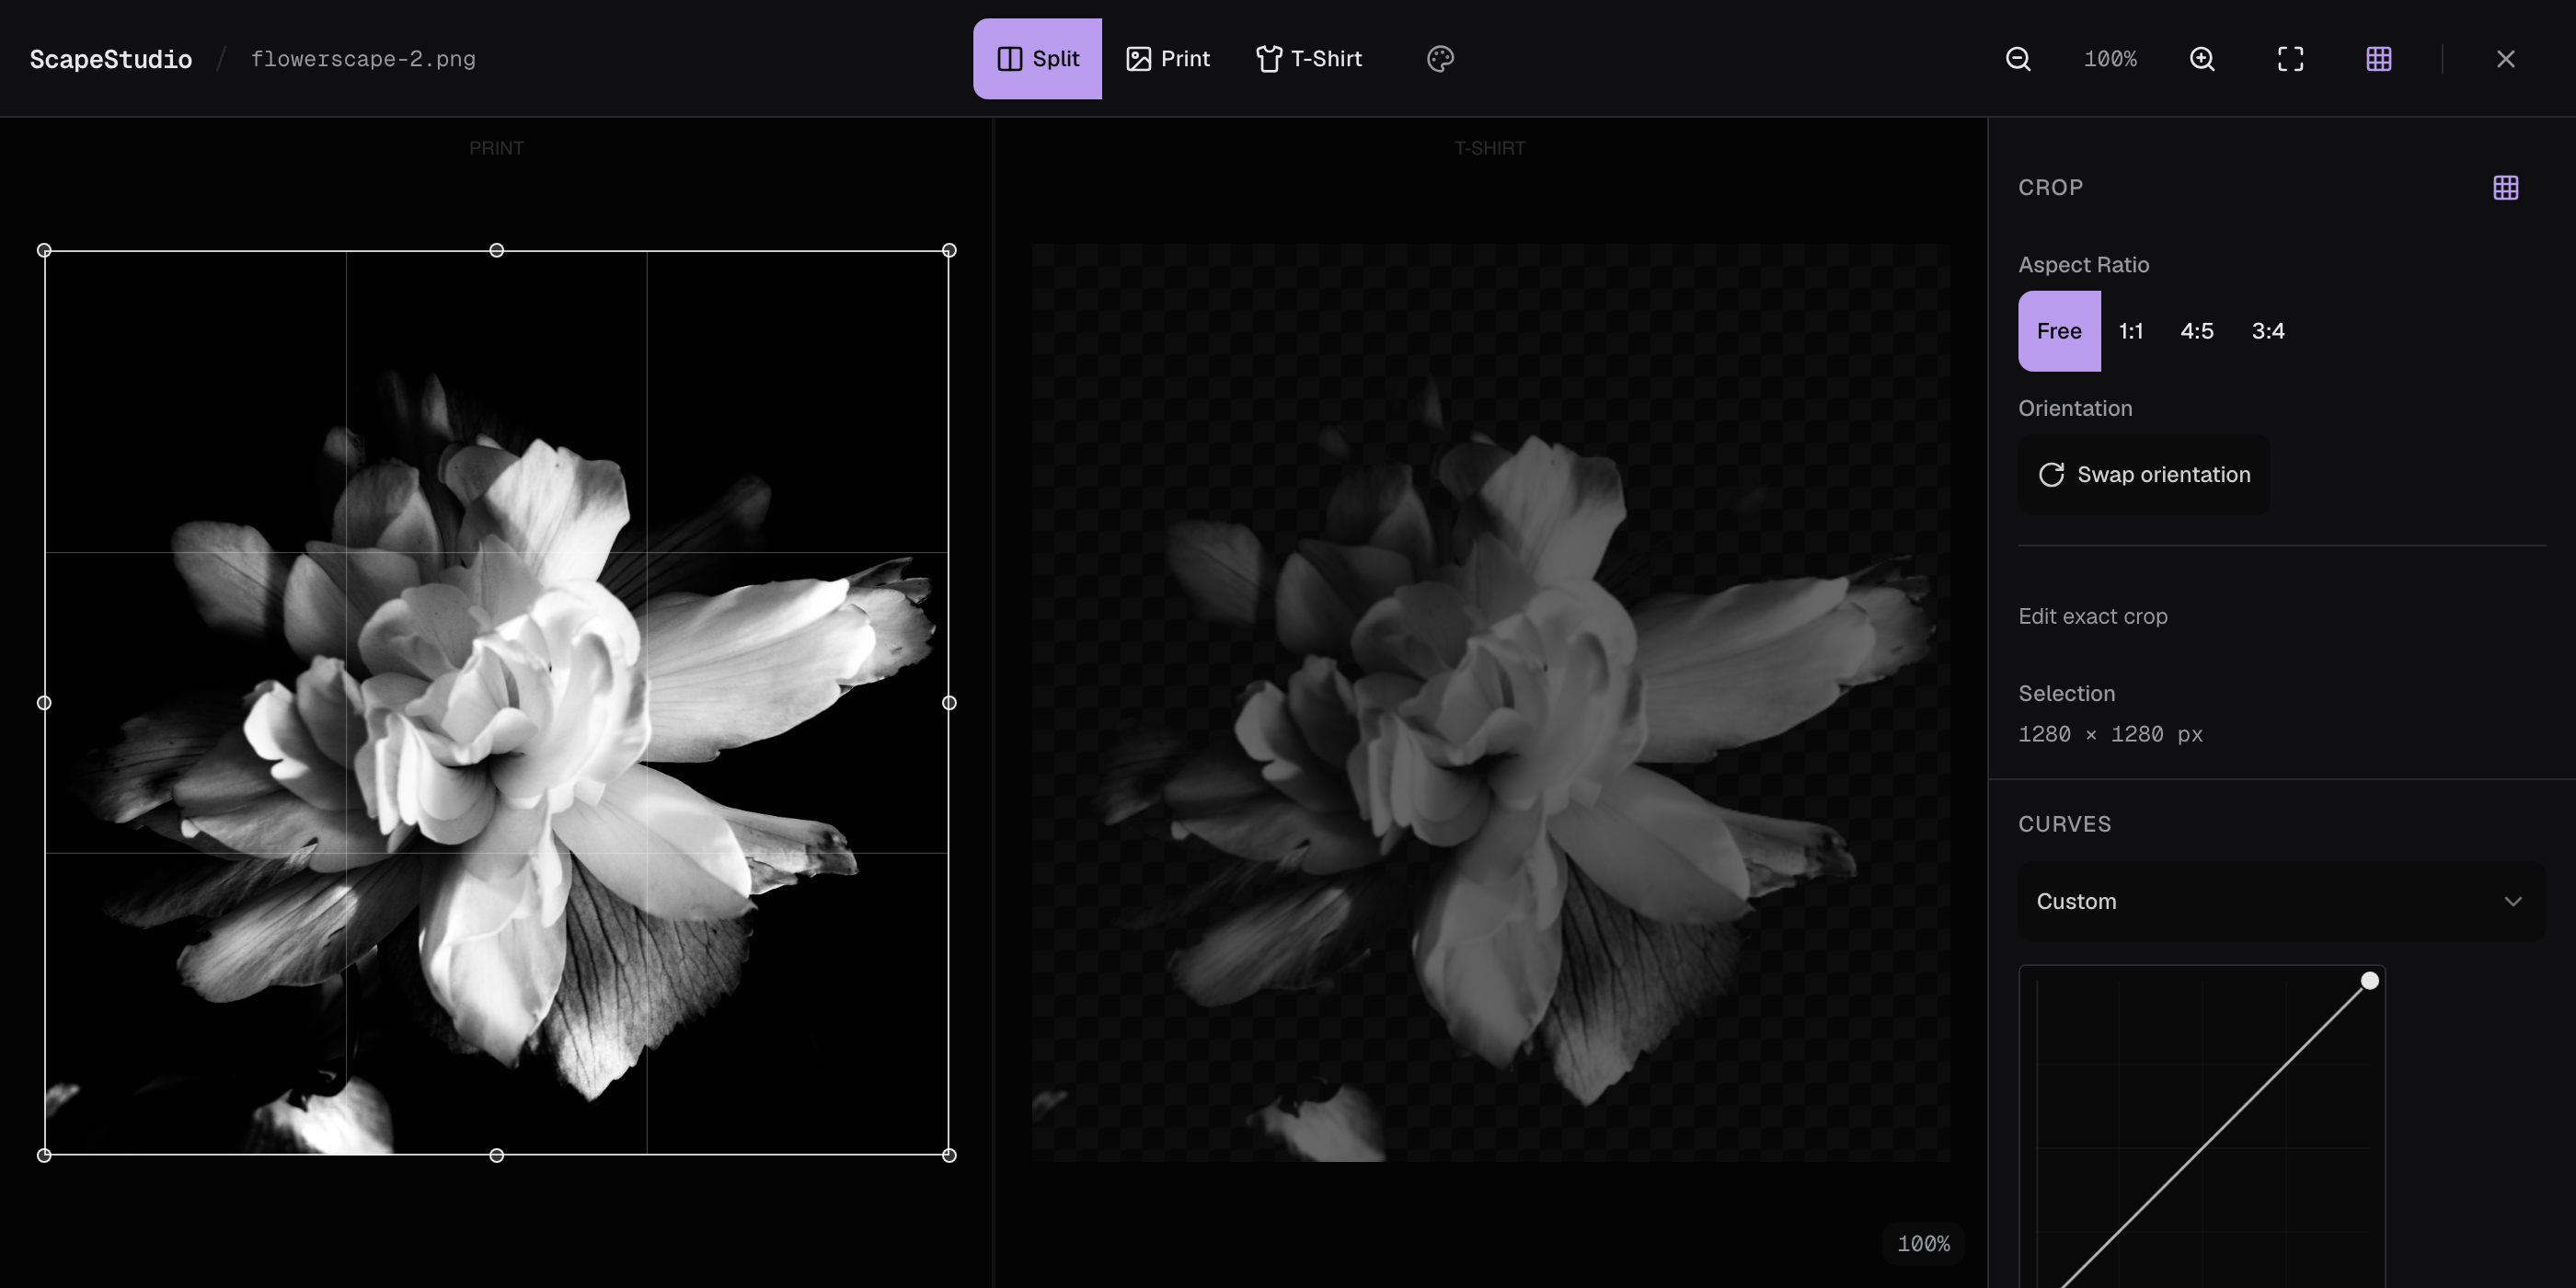 ScapeStudio / flowerscape-2.png
Split Print T-Shirt
100%
PRINT
T-SHIRT
100%
CROP
Aspect Ratio
Free 1:1 4:5 3:4
Orientation
Swap orientation
Edit exact crop
Selection
1280 × 1280 px
CURVES
Custom